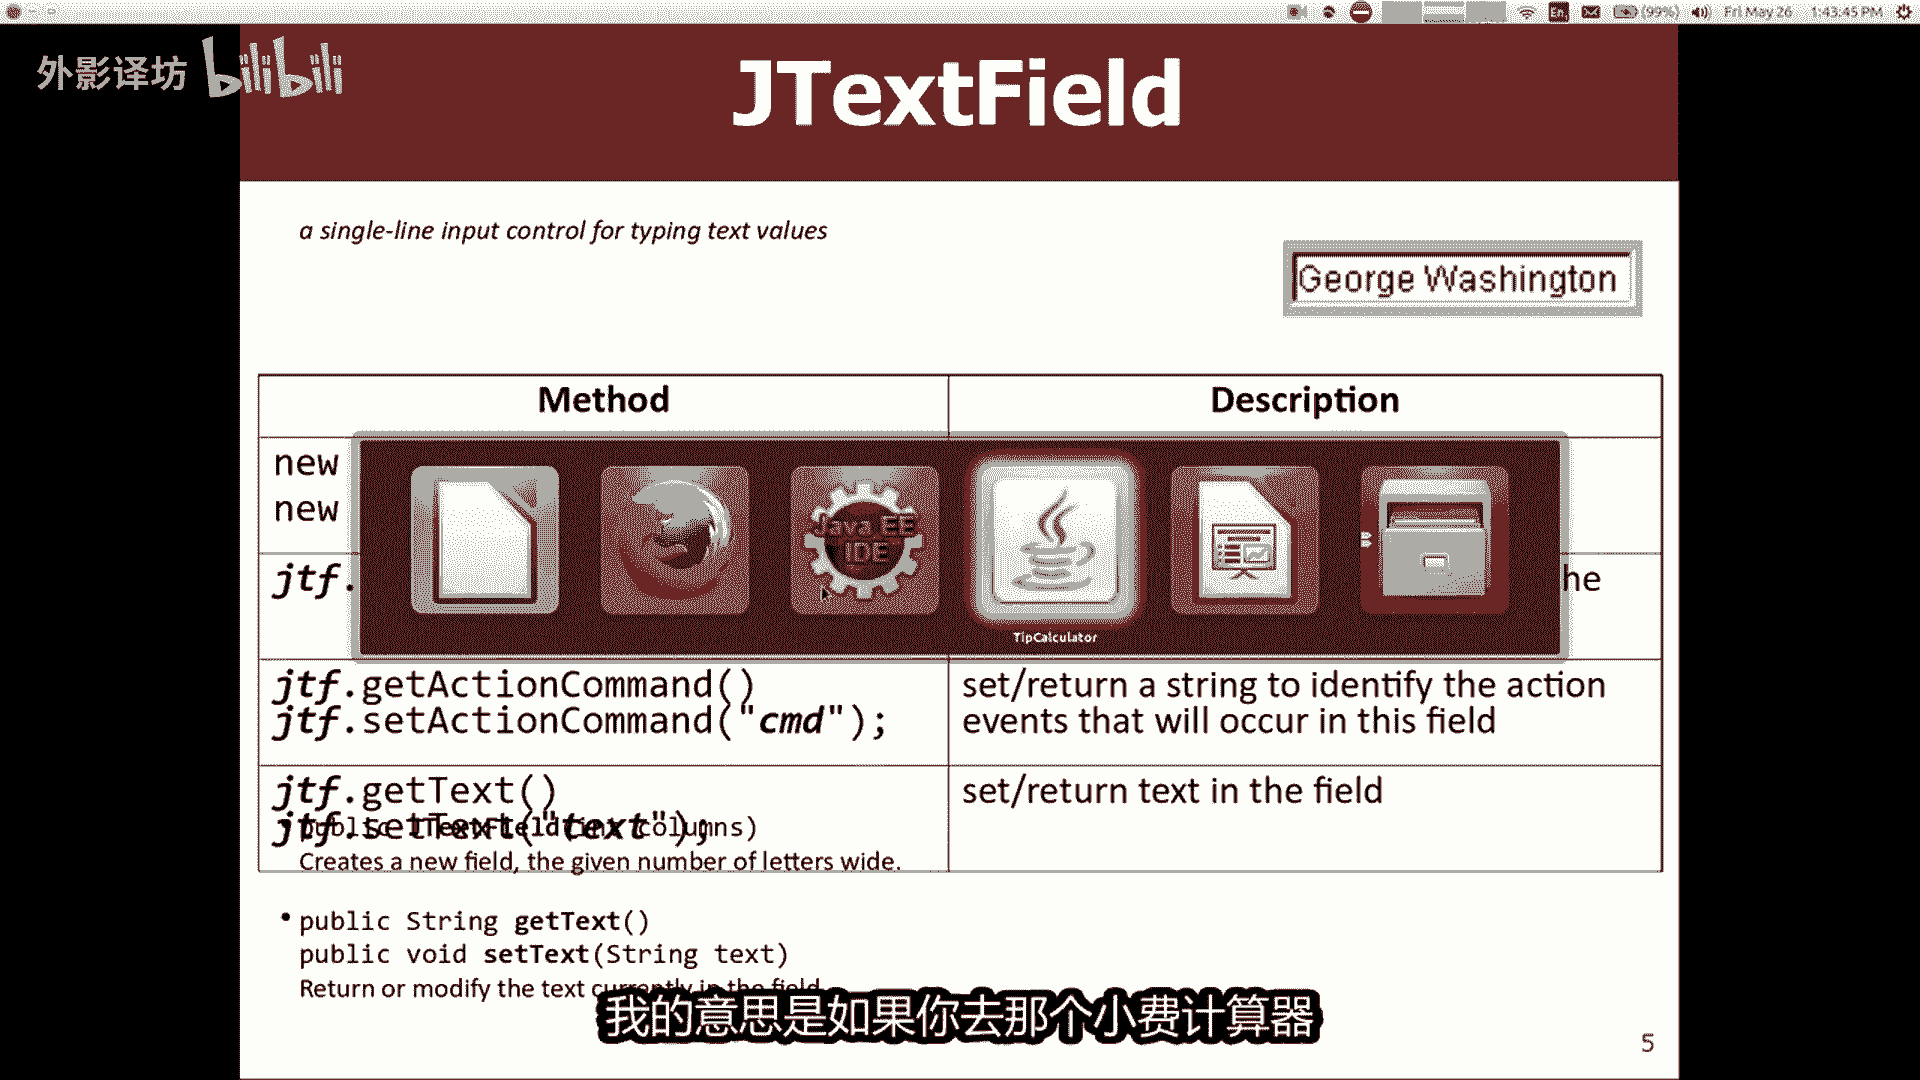 En (99%) Fri May 26 1:43:45 PM
外影译坊 bilibili
JTextField
a single-line input control for typing text values
George Washington
Method Description
new
new
jtf. he
Java EE
IDE
TipCalculator
jtf.getActionCommand() set/return a string to identify the action
jtf.setActionCommand("cmd"); events that will occur in this field
jtf.getText() set/return text in the field
jtf.setText("text");
public JTextField(int columns)
Creates a new field, the given number of letters wide.
• public String getText()
public void setText(String text)
Return or modify the text currently in the field.
我的意思是如果你去那个小费计算器
5